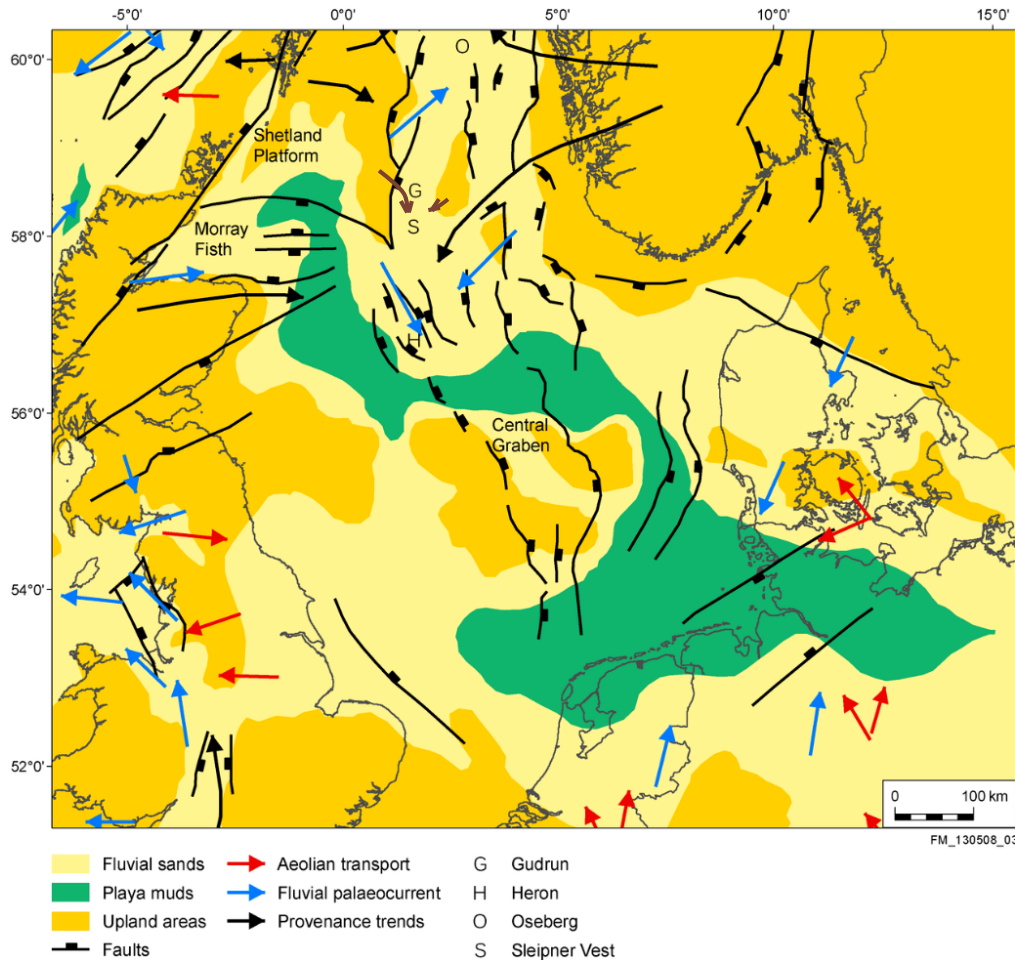 -5°0' 0°0' 5°0' 10°0' 15°0'
60°0'
O
Shetland
Platform
G
S
58°0'
Morray
Fisth
H
56°0'
Central
Graben
54°0'
52°0'
0 100 km
FM_130508_03
Fluvial sands
Playa muds
Upland areas
Faults
Aeolian transport
Fluvial palaeocurrent
Provenance trends
G Gudrun
H Heron
O Oseberg
S Sleipner Vest